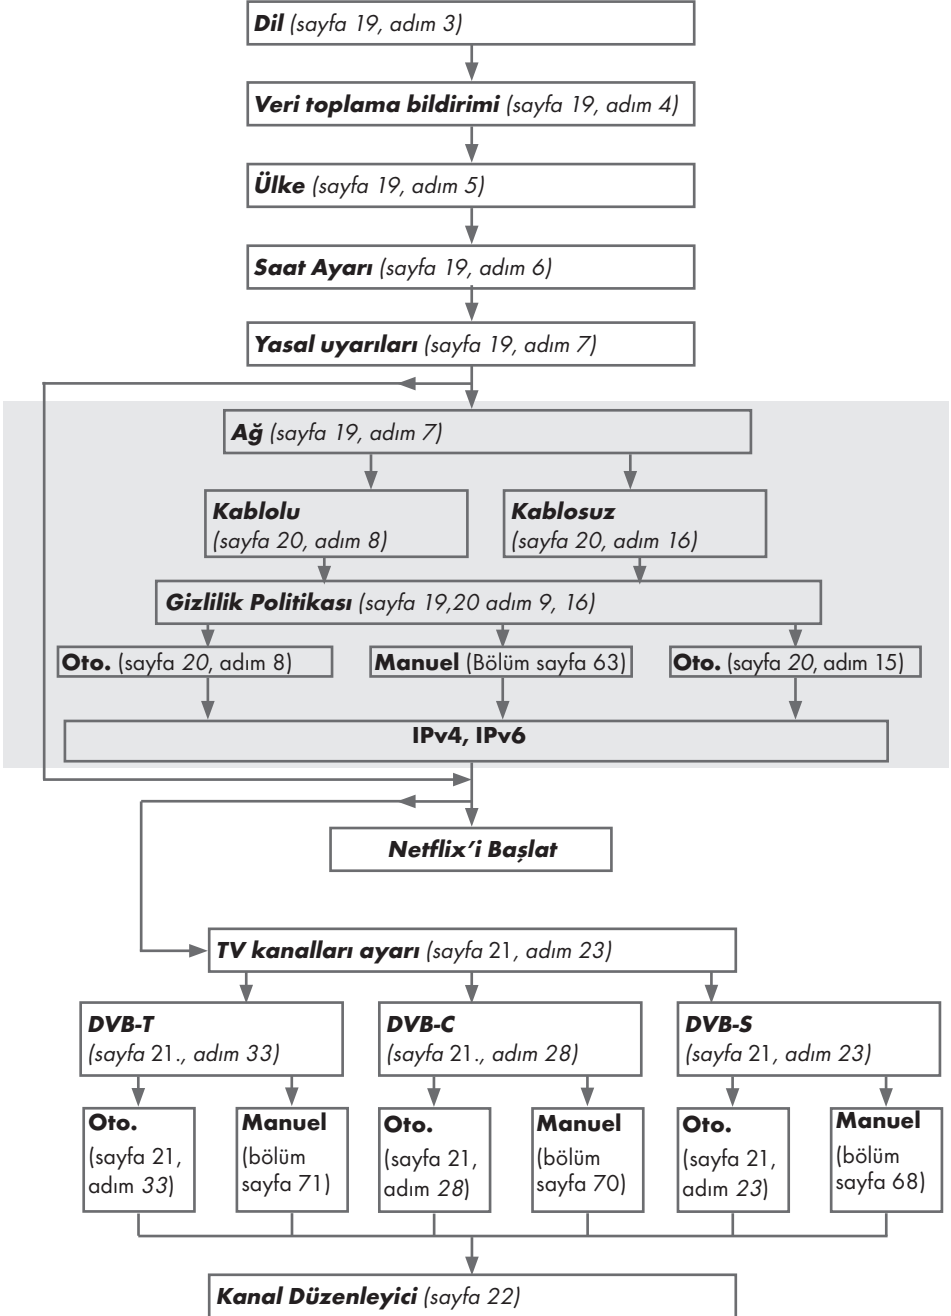 Dil (sayfa 19, adım 3)
Veri toplama bildirimi (sayfa 19, adım 4)
Ülke (sayfa 19, adım 5)
Saat Ayarı (sayfa 19, adım 6)
Yasal uyarıları (sayfa 19, adım 7)
Ağ (sayfa 19, adım 7)
Kablolu
(sayfa 20, adım 8)
Kablosuz
(sayfa 20, adım 16)
Gizlilik Politikası (sayfa 19,20 adım 9, 16)
Oto. (sayfa 20, adım 8)
Manuel (Bölüm sayfa 63)
Oto. (sayfa 20, adım 15)
IPv4, IPv6
Netflix’i Başlat
TV kanalları ayarı (sayfa 21, adım 23)
DVB-T
(sayfa 21., adım 33)
DVB-C
(sayfa 21., adım 28)
DVB-S
(sayfa 21, adım 23)
Oto.
(sayfa 21,
adım 33)
Manuel
(bölüm
sayfa 71)
Oto.
(sayfa 21,
adım 28)
Manuel
(bölüm
sayfa 70)
Oto.
(sayfa 21,
adım 23)
Manuel
(bölüm
sayfa 68)
Kanal Düzenleyici (sayfa 22)